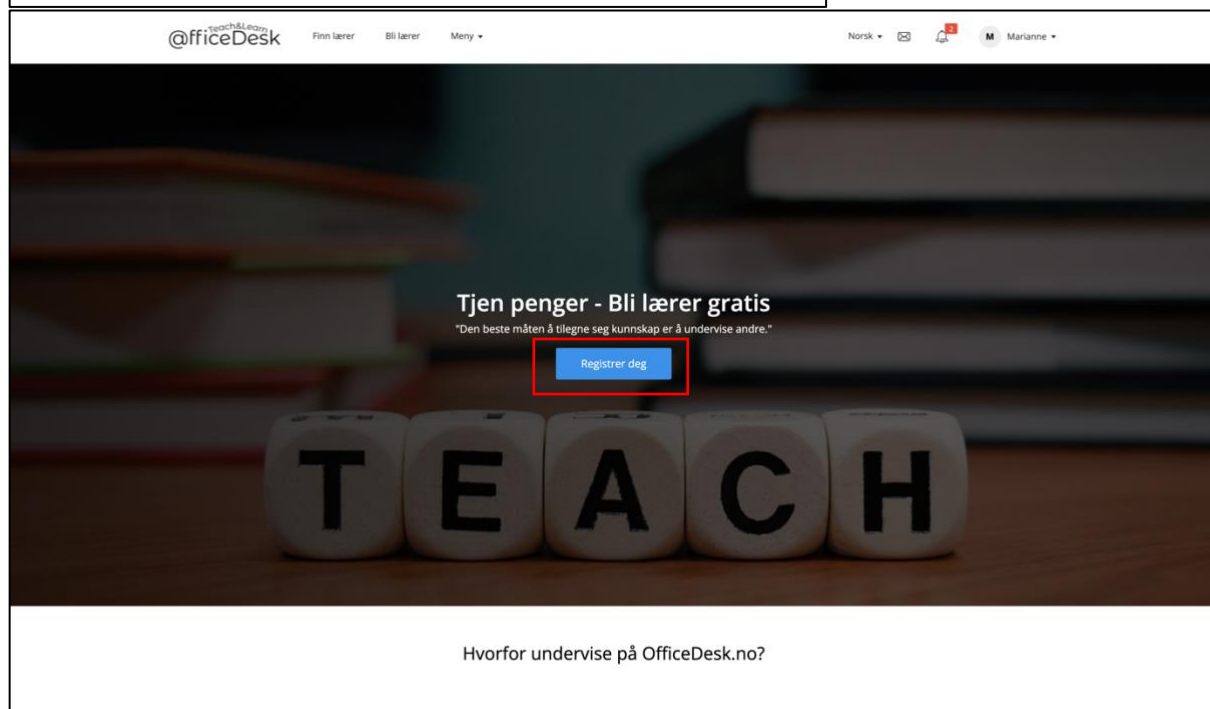 Teach&Learn
@fficeDesk
Finn lærer Bli lærer Meny Norsk 2 M Marianne
Tjen penger - Bli lærer gratis
"Den beste måten å tilegne seg kunnskap er å undervise andre."
Registrer deg
TEACH
Hvorfor undervise på OfficeDesk.no?